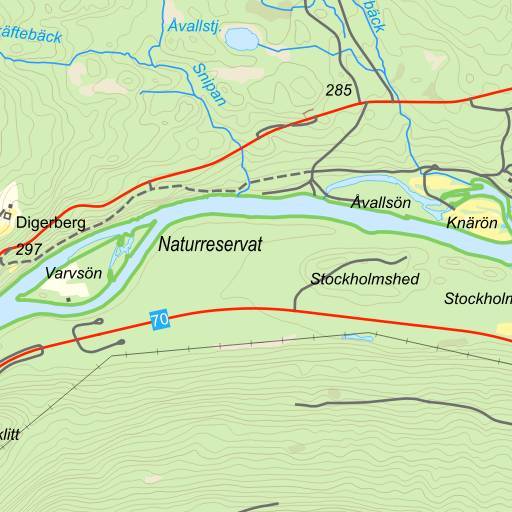 Åvallstj.
Snipan
285
Åvallsön
Knärön
Digerberg
297
Naturreservat
Varvsön
Stockholmshed
70